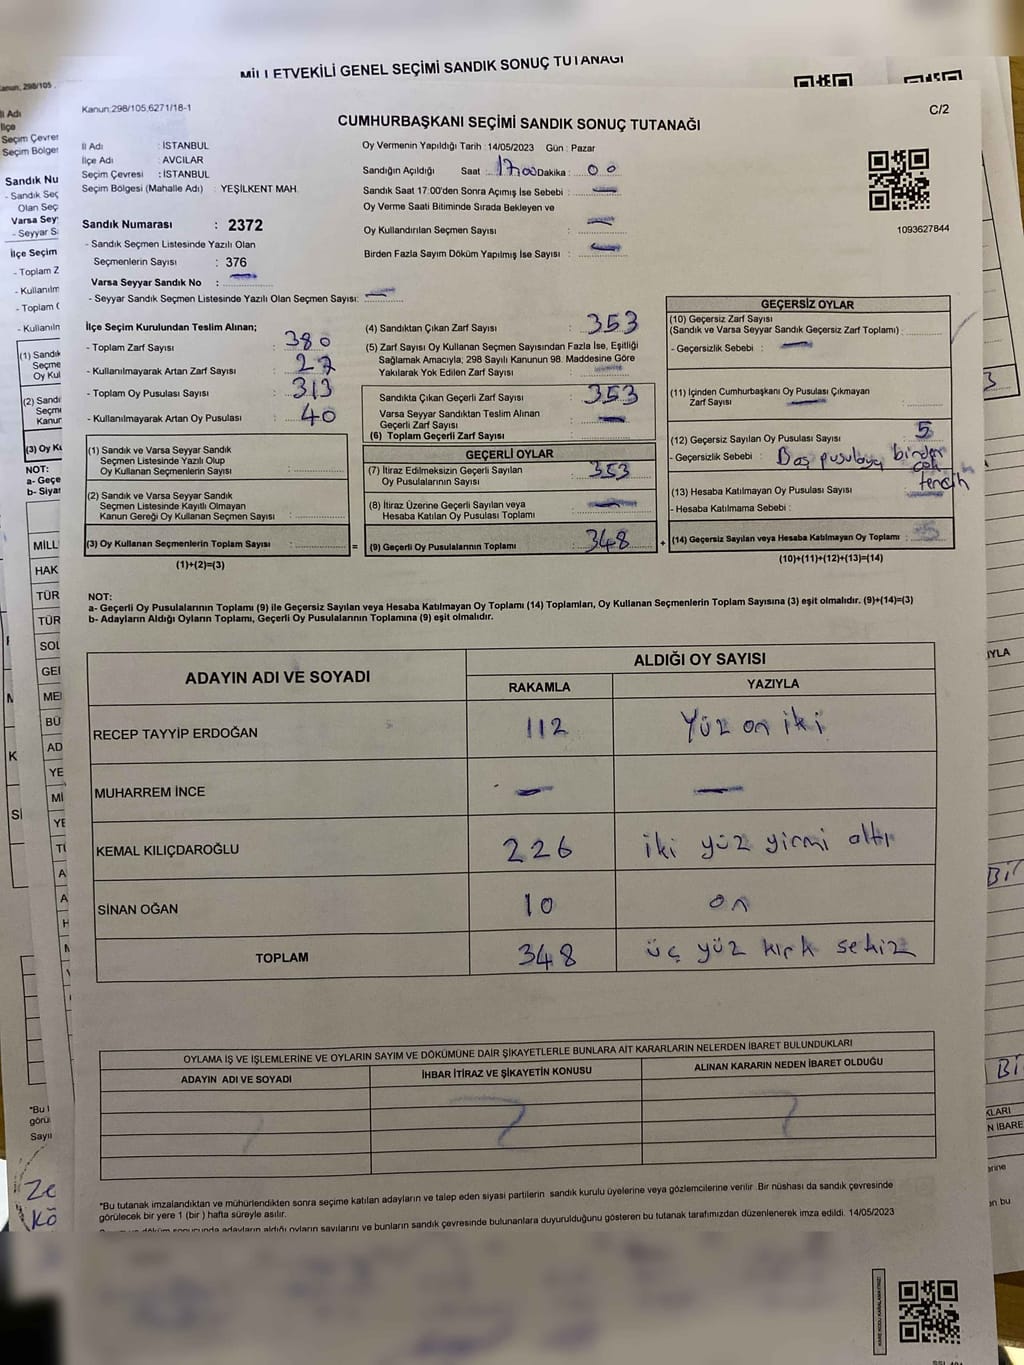 MİLLETVEKİLİ GENEL SEÇİMİ SANDIK SONUÇ TUTANAĞI
Kanun:298/105,6271/18-1
C/2
CUMHURBAŞKANI SEÇİMİ SANDIK SONUÇ TUTANAĞI
İl Adı : İSTANBUL
İlçe Adı : AVCILAR
Seçim Çevresi : İSTANBUL
Seçim Bölgesi (Mahalle Adı) : YEŞİLKENT MAH.
Oy Vermenin Yapıldığı Tarih : 14/05/2023 Gün : Pazar
Sandığın Açıldığı Saat : 17:00 Dakika : 00
Sandık Saat 17:00'den Sonra Açımış İse Sebebi : —
Oy Verme Saati Bitiminde Sırada Bekleyen ve
Oy Kullandırılan Seçmen Sayısı : —
Birden Fazla Sayım Döküm Yapılmış İse Sayısı : —
1093627844
Sandık Numarası : 2372
- Sandık Seçmen Listesinde Yazılı Olan
Seçmenlerin Sayısı : 376
Varsa Seyyar Sandık No : —
- Seyyar Sandık Seçmen Listesinde Yazılı Olan Seçmen Sayısı: —
İlçe Seçim Kurulundan Teslim Alınan;
- Toplam Zarf Sayısı : 380
- Kullanılmayarak Artan Zarf Sayısı : 27
- Toplam Oy Pusulası Sayısı : 313
- Kullanılmayarak Artan Oy Pusulası : 40
(1) Sandık ve Varsa Seyyar Sandık
Seçmen Listesinde Yazılı Olup
Oy Kullanan Seçmenlerin Sayısı :
(2) Sandık ve Varsa Seyyar Sandık
Seçmen Listesinde Kayıtlı Olmayan
Kanun Gereği Oy Kullanan Seçmen Sayısı :
(3) Oy Kullanan Seçmenlerin Toplam Sayısı :
(1)+(2)=(3)
(4) Sandıktan Çıkan Zarf Sayısı : 353
(5) Zarf Sayısı Oy Kullanan Seçmen Sayısından Fazla İse, Eşitliği
Sağlamak Amacıyla; 298 Sayılı Kanunun 98. Maddesine Göre
Yakılarak Yok Edilen Zarf Sayısı : —
Sandıkta Çıkan Geçerli Zarf Sayısı : 353
Varsa Seyyar Sandıktan Teslim Alınan
Geçerli Zarf Sayısı : —
(6) Toplam Geçerli Zarf Sayısı :
GEÇERLİ OYLAR
(7) İtiraz Edilmeksizin Geçerli Sayılan
Oy Pusulalarının Sayısı : 353
(8) İtiraz Üzerine Geçerli Sayılan veya
Hesaba Katılan Oy Pusulası Toplamı : —
= (9) Geçerli Oy Pusulalarının Toplamı : 348 +
GEÇERSİZ OYLAR
(10) Geçersiz Zarf Sayısı
(Sandık ve Varsa Seyyar Sandık Geçersiz Zarf Toplamı) :
- Geçersizlik Sebebi : —
(11) İçinden Cumhurbaşkanı Oy Pusulası Çıkmayan
Zarf Sayısı : —
(12) Geçersiz Sayılan Oy Pusulası Sayısı : 5
- Geçersizlik Sebebi : Boş pusulaya birden
çok
tercih
(13) Hesaba Katılmayan Oy Pusulası Sayısı :
- Hesaba Katılmama Sebebi :
(14) Geçersiz Sayılan veya Hesaba Katılmayan Oy Toplamı : 5
(10)+(11)+(12)+(13)=(14)
NOT:
a- Geçerli Oy Pusulalarının Toplamı (9) ile Geçersiz Sayılan veya Hesaba Katılmayan Oy Toplamı (14) Toplamları, Oy Kullanan Seçmenlerin Toplam Sayısına (3) eşit olmalıdır. (9)+(14)=(3)
b- Adayların Aldığı Oyların Toplamı, Geçerli Oy Pusulalarının Toplamına (9) eşit olmalıdır.
ADAYIN ADI VE SOYADI
ALDIĞI OY SAYISI
RAKAMLA YAZIYLA
RECEP TAYYİP ERDOĞAN 112 Yüz on iki
MUHARREM İNCE — —
KEMAL KILIÇDAROĞLU 226 iki yüz yirmi altı
SİNAN OĞAN 10 on
TOPLAM 348 üç yüz kırk sekiz
OYLAMA İŞ VE İŞLEMLERİNE VE OYLARIN SAYIM VE DÖKÜMÜNE DAİR ŞİKAYETLERLE BUNLARA AİT KARARLARIN NELERDEN İBARET BULUNDUKLARI
ADAYIN ADI VE SOYADI İHBAR İTİRAZ VE ŞİKAYETİN KONUSU ALINAN KARARIN NEDEN İBARET OLDUĞU
*Bu tutanak imzalandıktan ve mühürlendikten sonra seçime katılan adayların ve talep eden siyasi partilerin sandık kurulu üyelerine veya gözlemcilerine verilir. Bir nüshası da sandık çevresinde
görülecek bir yere 1 (bir ) hafta süreyle asılır.
adayların aldığı oyların sayılarını ve bunların sandık çevresinde bulunanlara duyurulduğunu gösteren bu tutanak tarafımızdan düzenlenerek imza edildi. 14/05/2023